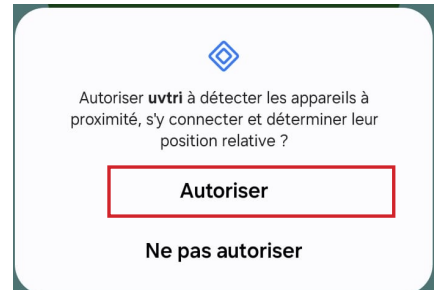 Autoriser uvtri à détecter les appareils à
proximité, s'y connecter et déterminer leur
position relative ?
Autoriser
Ne pas autoriser